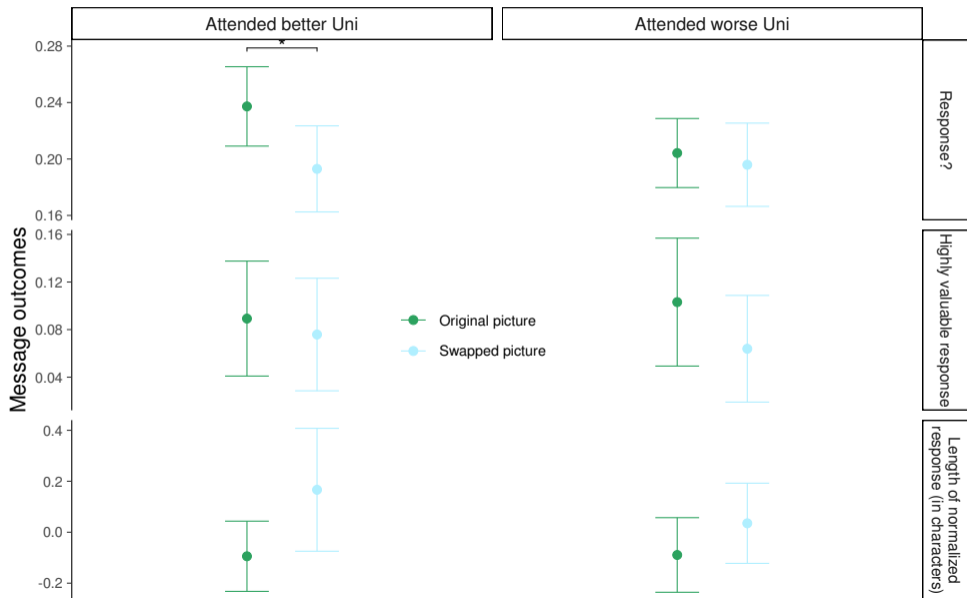 Attended better Uni
Attended worse Uni
*
0.28
0.24
0.20
0.16
Response?
0.16
0.12
0.08
0.04
Highly valuable response
Message outcomes
Original picture
Swapped picture
0.4
0.2
0.0
-0.2
Length of normalized
response (in characters)